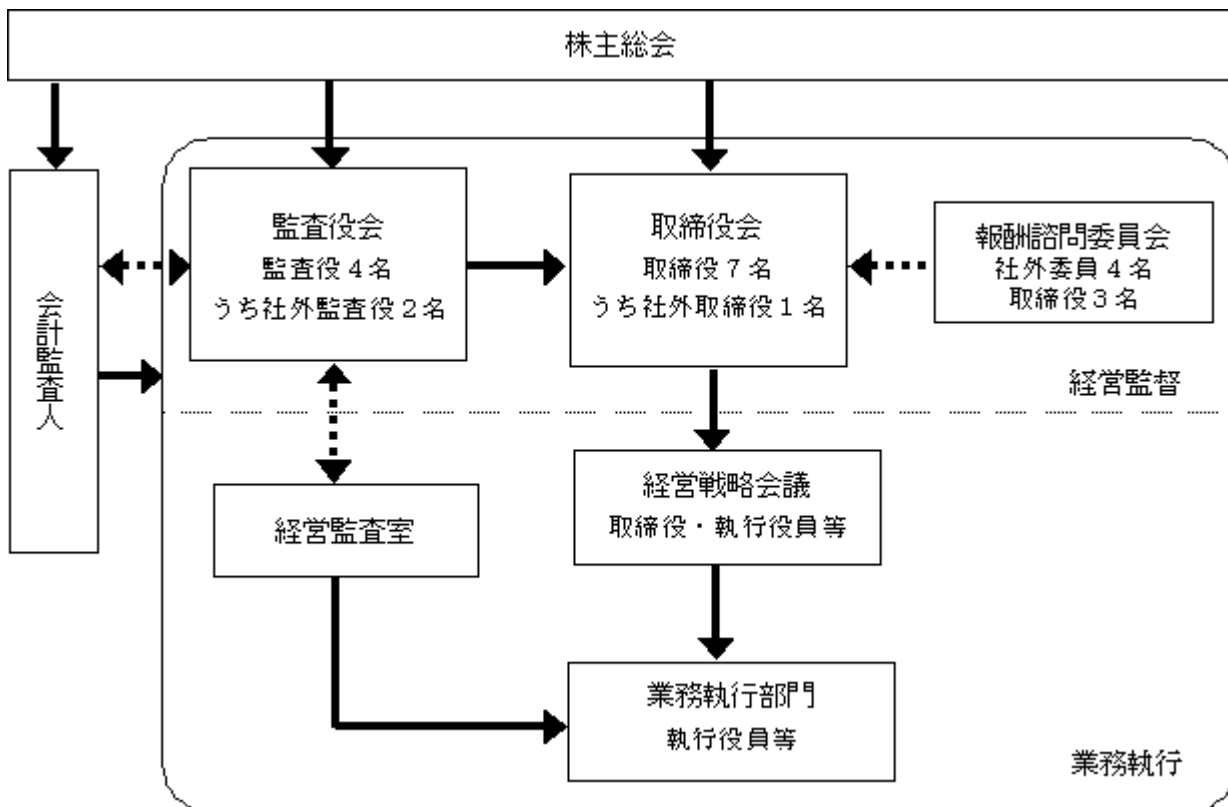 株主総会
監査役会
監査役４名
うち社外監査役２名
取締役会
取締役７名
うち社外取締役１名
報酬諮問委員会
社外委員４名
取締役３名
会計監査人
経営監督
経営監査室
経営戦略会議
取締役・執行役員等
業務執行部門
執行役員等
業務執行